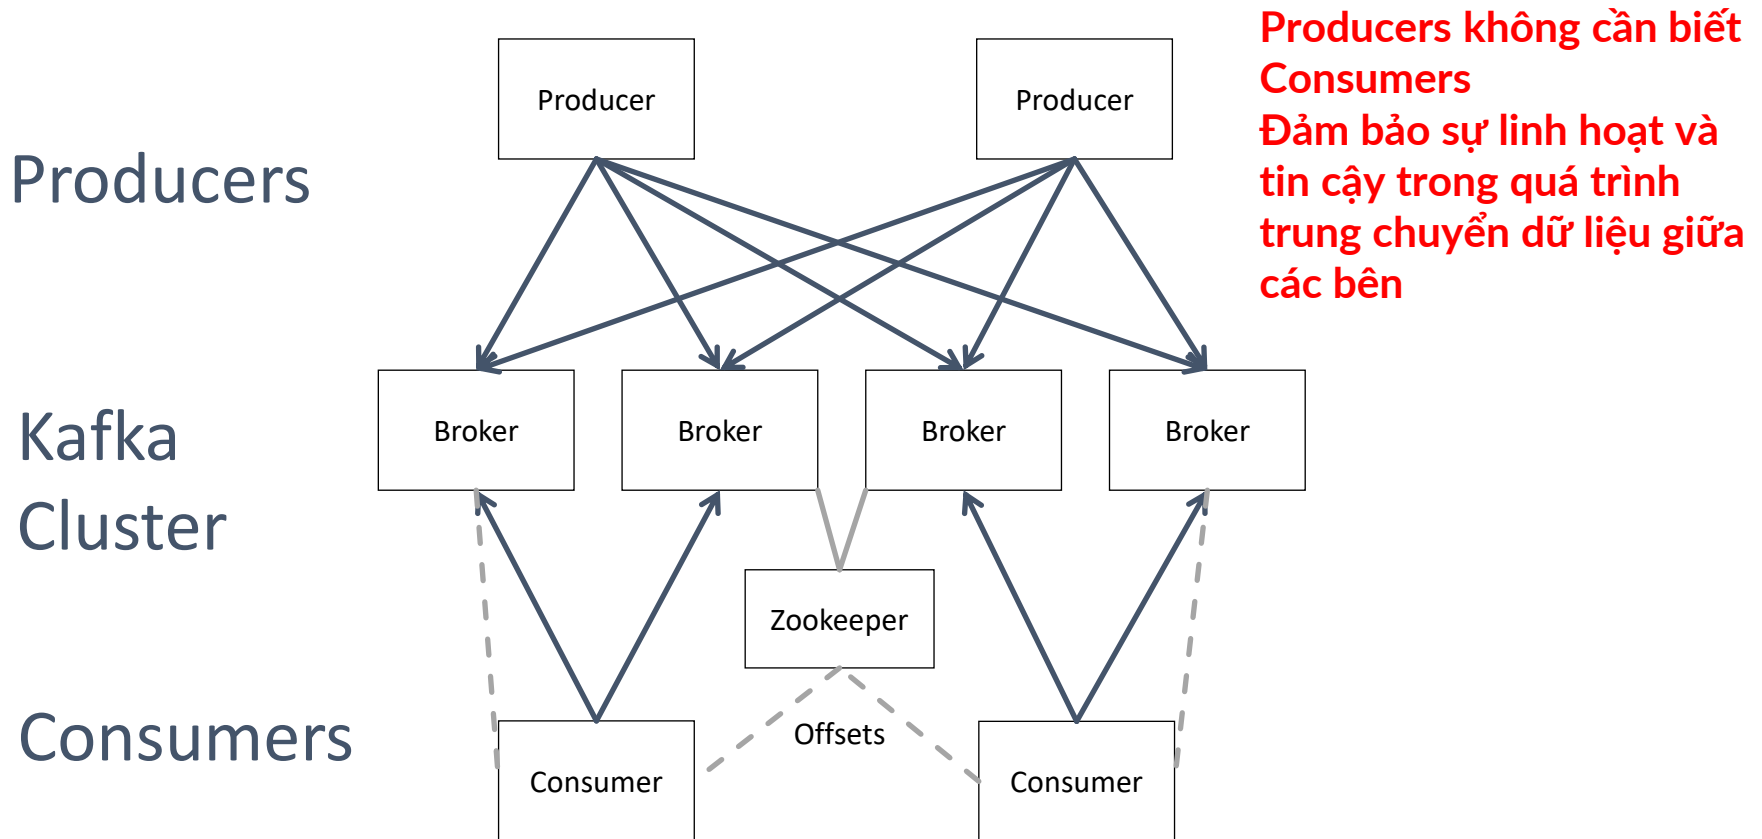 Producers không cần biết
Consumers
Đảm bảo sự linh hoạt và
tin cậy trong quá trình
trung chuyển dữ liệu giữa
các bên
Producer
Producer
Producers
Kafka
Cluster
Broker
Broker
Broker
Broker
Zookeeper
Consumers
Offsets
Consumer
Consumer